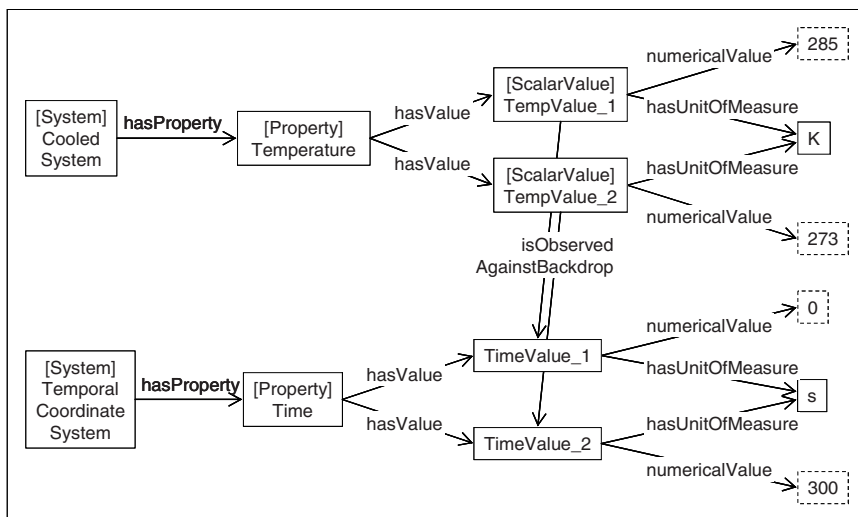 285
numericalValue
[ScalarValue]
TempValue_1
hasUnitOfMeasure
[System]
Cooled
System
hasProperty
[Property]
Temperature
hasValue
K
hasValue
hasUnitOfMeasure
[ScalarValue]
TempValue_2
numericalValue
273
isObserved
AgainstBackdrop
0
numericalValue
TimeValue_1
hasUnitOfMeasure
[System]
Temporal
Coordinate
System
hasProperty
[Property]
Time
hasValue
s
hasValue
hasUnitOfMeasure
TimeValue_2
numericalValue
300